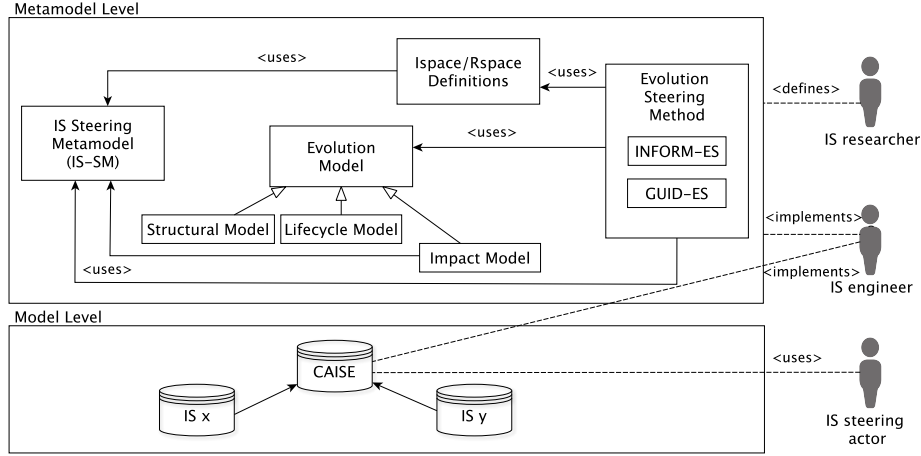 Metamodel Level
<uses>
Ispace/Rspace
Definitions
<uses>
Evolution
Steering
Method
INFORM-ES
GUID-ES
<defines>
IS researcher
IS Steering
Metamodel
(IS-SM)
Evolution
Model
<uses>
Structural Model
Lifecycle Model
Impact Model
<uses>
<implements>
<implements>
IS engineer
Model Level
CAISE
IS x
IS y
<uses>
IS steering
actor